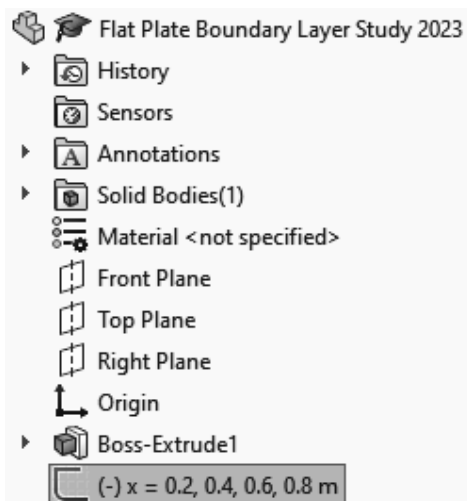 Flat Plate Boundary Layer Study 2023
History
Sensors
A Annotations
Solid Bodies(1)
Material <not specified>
Front Plane
Top Plane
Right Plane
Origin
Boss-Extrude1
(-) x = 0.2, 0.4, 0.6, 0.8 m